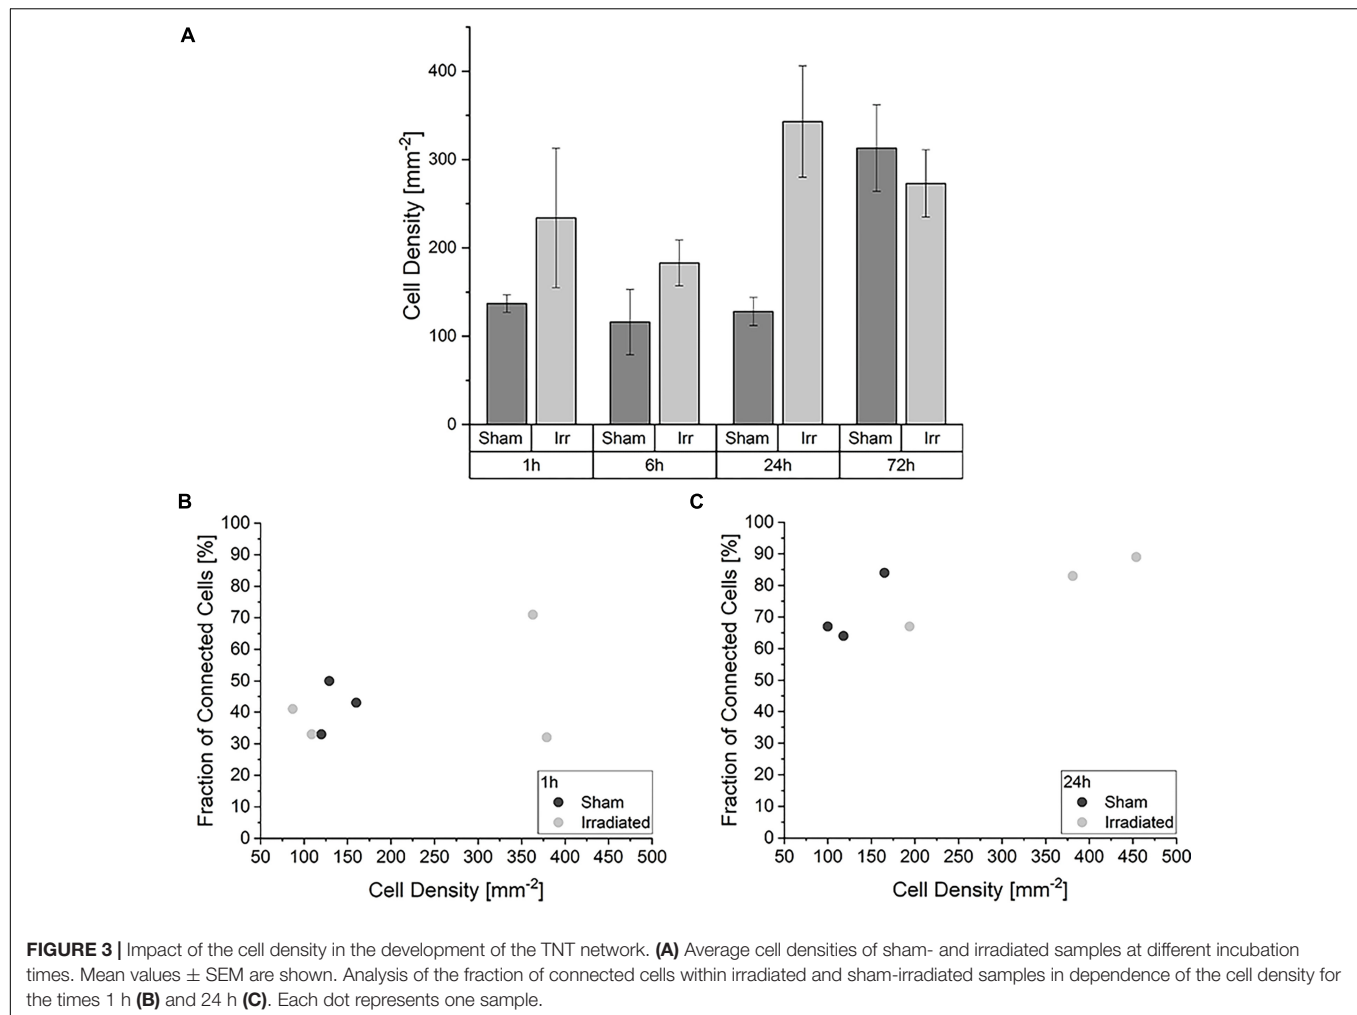 A
Cell Density [mm-2]
400
300
200
100
0
Sham Irr Sham Irr Sham Irr Sham Irr
1h 6h 24h 72h
B
Fraction of Connected Cells [%]
100
90
80
70
60
50
40
30
20
10
0
50 100 150 200 250 300 350 400 450 500
Cell Density [mm-2]
1h
Sham
Irradiated
C
Fraction of Connected Cells [%]
100
90
80
70
60
50
40
30
20
10
0
50 100 150 200 250 300 350 400 450 500
Cell Density [mm-2]
24h
Sham
Irradiated
FIGURE 3 | Impact of the cell density in the development of the TNT network. (A) Average cell densities of sham- and irradiated samples at different incubation
times. Mean values ± SEM are shown. Analysis of the fraction of connected cells within irradiated and sham-irradiated samples in dependence of the cell density for
the times 1 h (B) and 24 h (C). Each dot represents one sample.